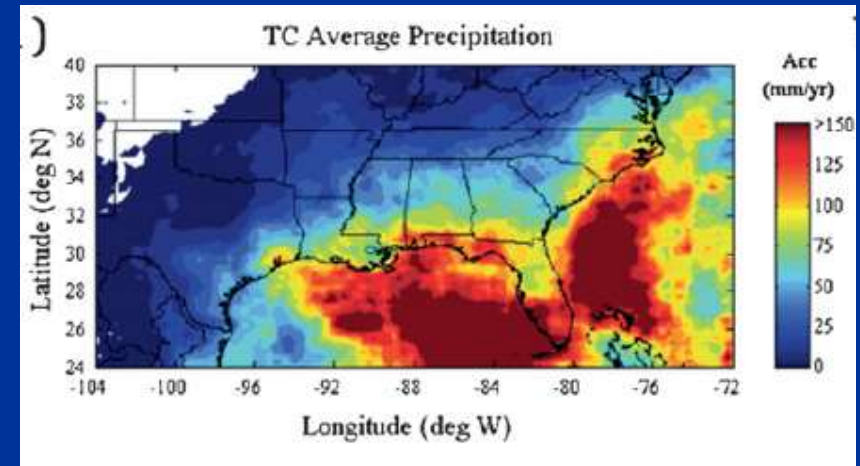 .)
TC Average Precipitation
Acc
(mm/yr)
>150
125
100
75
50
25
0
40
38
36
34
32
30
28
26
24
Latitude (deg N)
-104 -100 -96 -92 -88 -84 -80 -76 -72
Longitude (deg W)